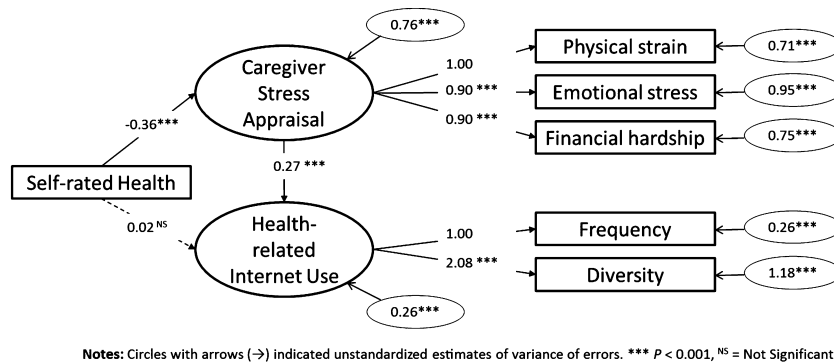 0.76***
Caregiver
Stress
Appraisal
1.00
0.90 ***
0.90 ***
Physical strain
0.71***
Emotional stress
0.95***
Financial hardship
0.75***
-0.36***
0.27 ***
Self-rated Health
0.02 NS
Health-
related
Internet Use
1.00
2.08 ***
Frequency
0.26***
Diversity
1.18***
0.26***
Notes: Circles with arrows (→) indicated unstandardized estimates of variance of errors. *** P < 0.001, NS = Not Significant